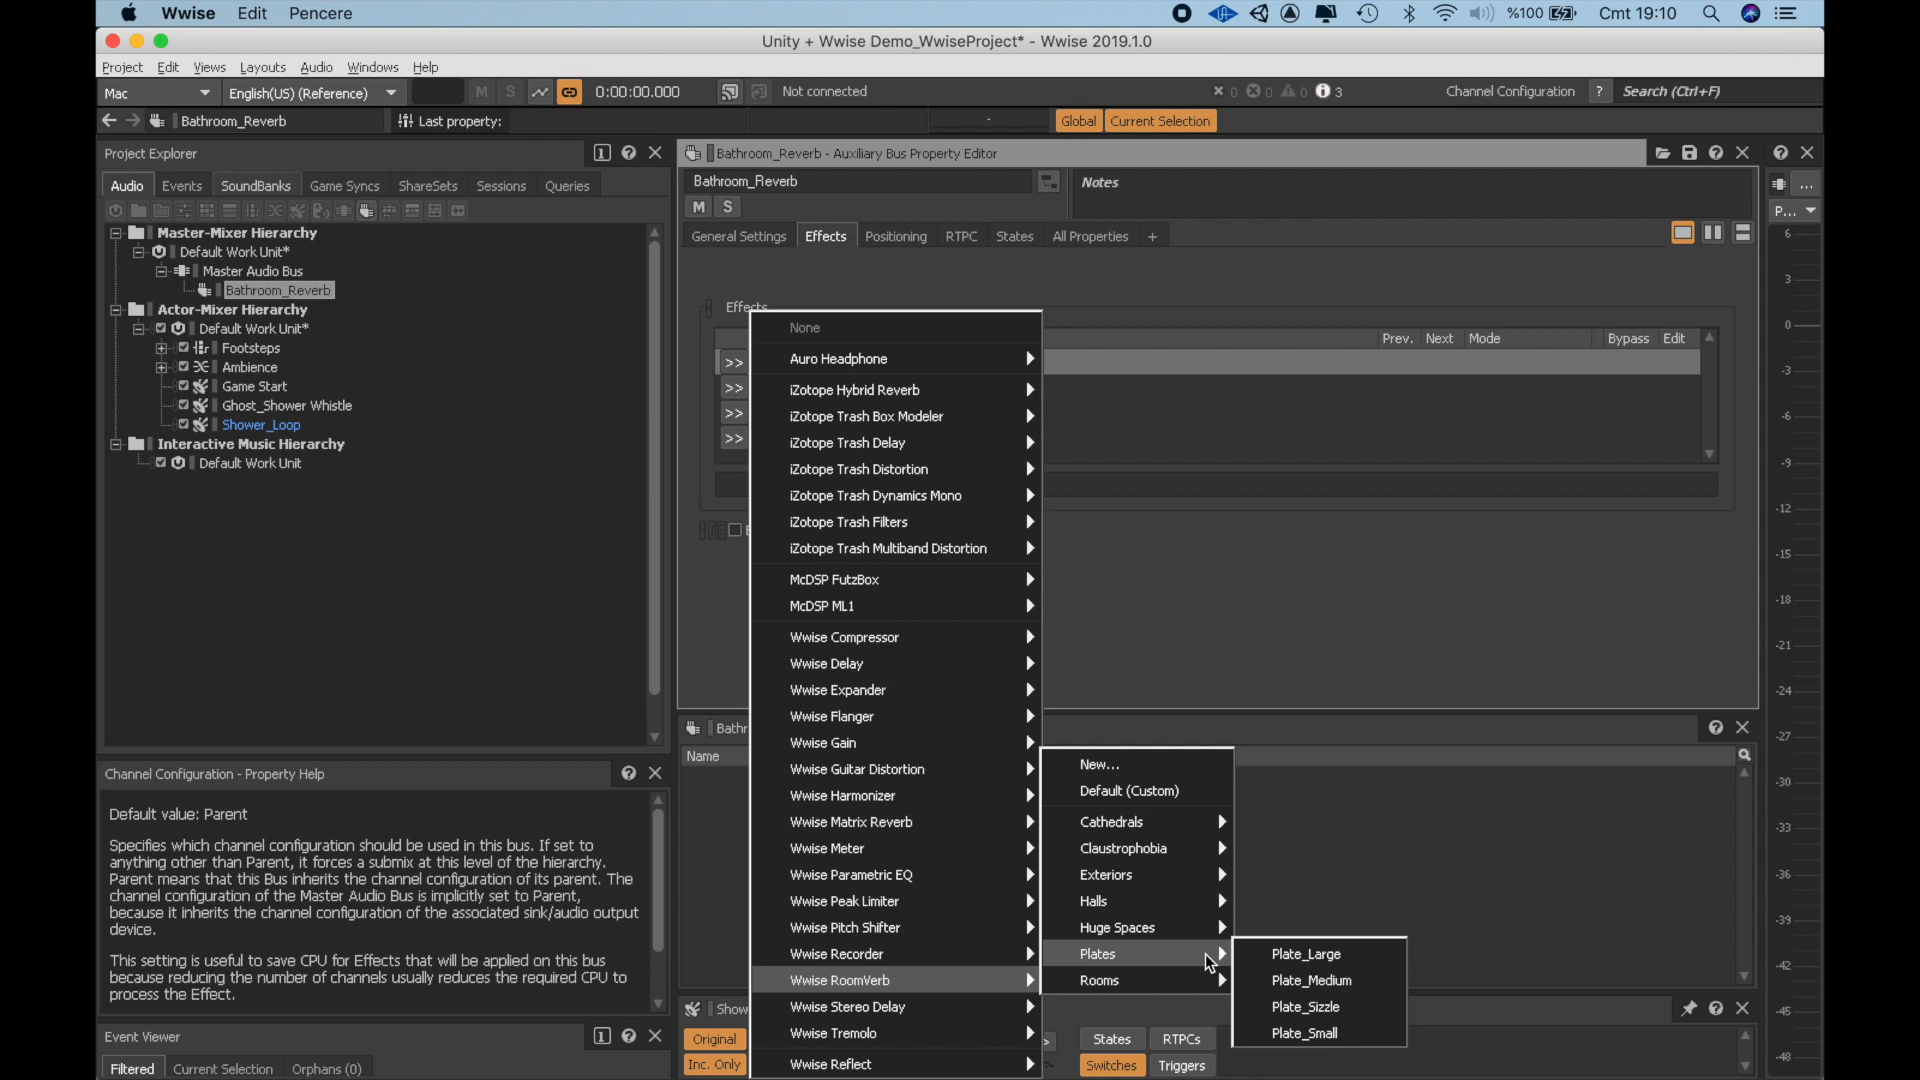 Wwise Edit Pencere
%100 Cmt 19:10
Unity + Wwise Demo_WwiseProject* - Wwise 2019.1.0
Project Edit Views Layouts Audio Windows Help
Mac English(US) (Reference) M S 0:00:00.000 Not connected 0 0 0 3 Channel Configuration ? Search (Ctrl+F)
Bathroom_Reverb Last property: - Global Current Selection
Project Explorer
Audio Events SoundBanks Game Syncs ShareSets Sessions Queries
Master-Mixer Hierarchy
Default Work Unit*
Master Audio Bus
Bathroom_Reverb
Actor-Mixer Hierarchy
Default Work Unit*
Footsteps
Ambience
Game Start
Ghost_Shower Whistle
Shower_Loop
Interactive Music Hierarchy
Default Work Unit
Channel Configuration - Property Help
Default value: Parent
Specifies which channel configuration should be used in this bus. If set to
anything other than Parent, it forces a submix at this level of the hierarchy.
Parent means that this Bus inherits the channel configuration of its parent. The
channel configuration of the Master Audio Bus is implicitly set to Parent,
because it inherits the channel configuration of the associated sink/audio output
device.
This setting is useful to save CPU for Effects that will be applied on this bus
because reducing the number of channels usually reduces the required CPU to
process the Effect.
Event Viewer
Filtered Current Selection Orphans (0)
Bathroom_Reverb - Auxiliary Bus Property Editor
Bathroom_Reverb
Notes
M S
General Settings Effects Positioning RTPC States All Properties +
Effects
Prev. Next Mode Bypass Edit
>>
>>
>>
>>
None
Auro Headphone
iZotope Hybrid Reverb
iZotope Trash Box Modeler
iZotope Trash Delay
iZotope Trash Distortion
iZotope Trash Dynamics Mono
iZotope Trash Filters
iZotope Trash Multiband Distortion
McDSP FutzBox
McDSP ML1
Wwise Compressor
Wwise Delay
Wwise Expander
Wwise Flanger
Wwise Gain
Wwise Guitar Distortion
Wwise Harmonizer
Wwise Matrix Reverb
Wwise Meter
Wwise Parametric EQ
Wwise Peak Limiter
Wwise Pitch Shifter
Wwise Recorder
Wwise RoomVerb
Wwise Stereo Delay
Wwise Tremolo
Wwise Reflect
New...
Default (Custom)
Cathedrals
Claustrophobia
Exteriors
Halls
Huge Spaces
Plates
Rooms
Plate_Large
Plate_Medium
Plate_Sizzle
Plate_Small
Bathr
Name
Show
Original
Inc. Only
States RTPCs
Switches Triggers
...
P...
6
3
0
-3
-6
-9
-12
-15
-18
-21
-24
-27
-30
-33
-36
-39
-42
-45
-48